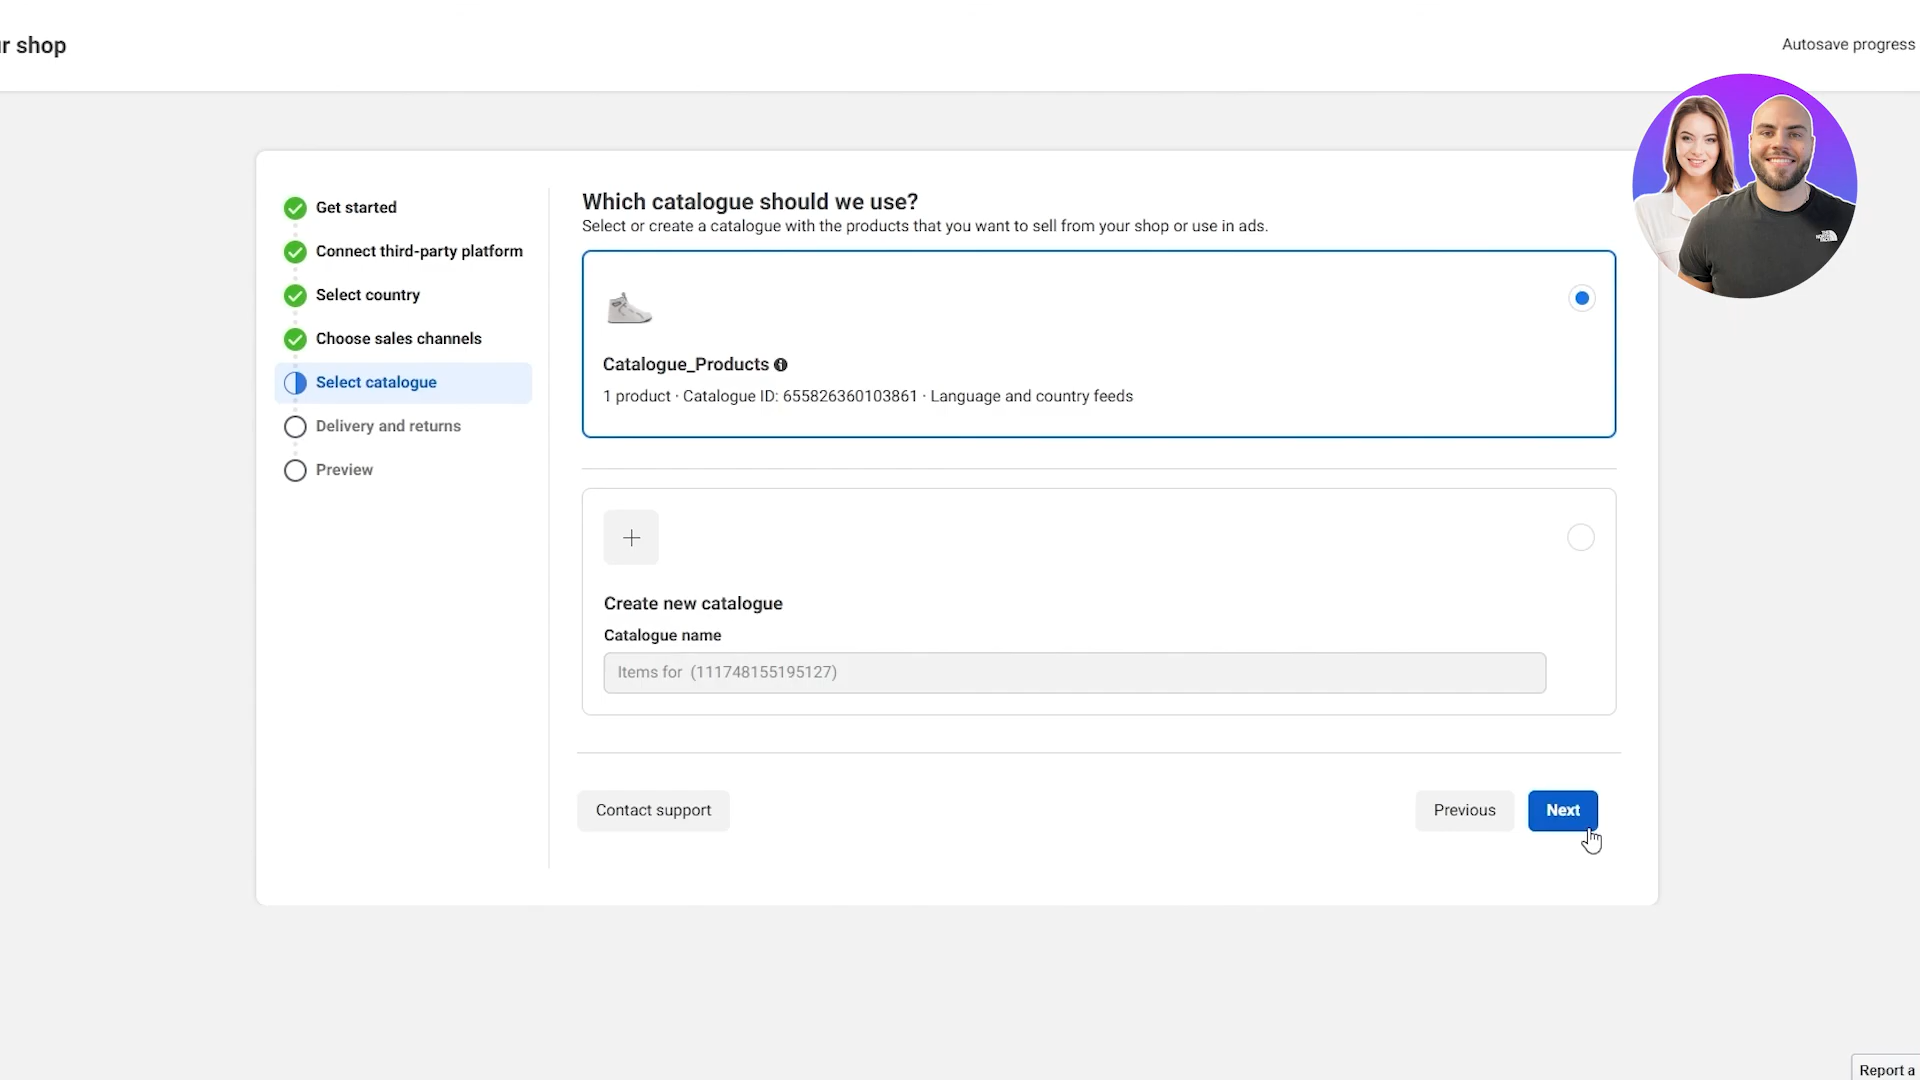 r shop
Autosave progress
Get started
Connect third-party platform
Select country
Choose sales channels
Select catalogue
Delivery and returns
Preview
Which catalogue should we use?
Select or create a catalogue with the products that you want to sell from your shop or use in ads.
Catalogue_Products
1 product · Catalogue ID: 655826360103861 · Language and country feeds
Create new catalogue
Catalogue name
Items for (111748155195127)
Contact support
Previous
Next
Report a